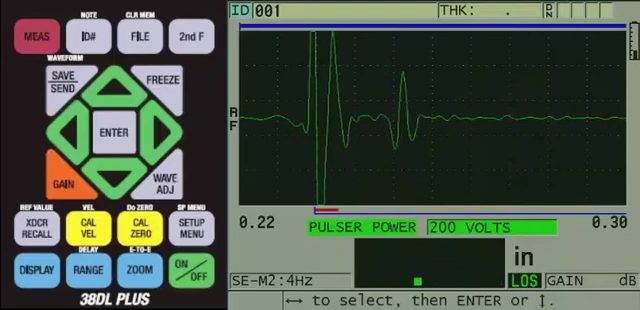 NOTE
CLR MEM
MEAS
ID#
FILE
2nd F
WAVEFORM
SAVE/
SEND
FREEZE
ENTER
GAIN
WAVE
ADJ
REF VALUE
VEL
Do ZERO
SP MENU
XDCR
RECALL
CAL
VEL
CAL
ZERO
SETUP
MENU
DELAY
E-TO-E
DISPLAY
RANGE
ZOOM
ON/OFF
38DL PLUS
ID 001
THK: .
DN
RF
0.22
0.30
PULSER POWER
200 VOLTS
in
SE-M2:4Hz
LOS
GAIN dB
↔ to select, then ENTER or ↕.